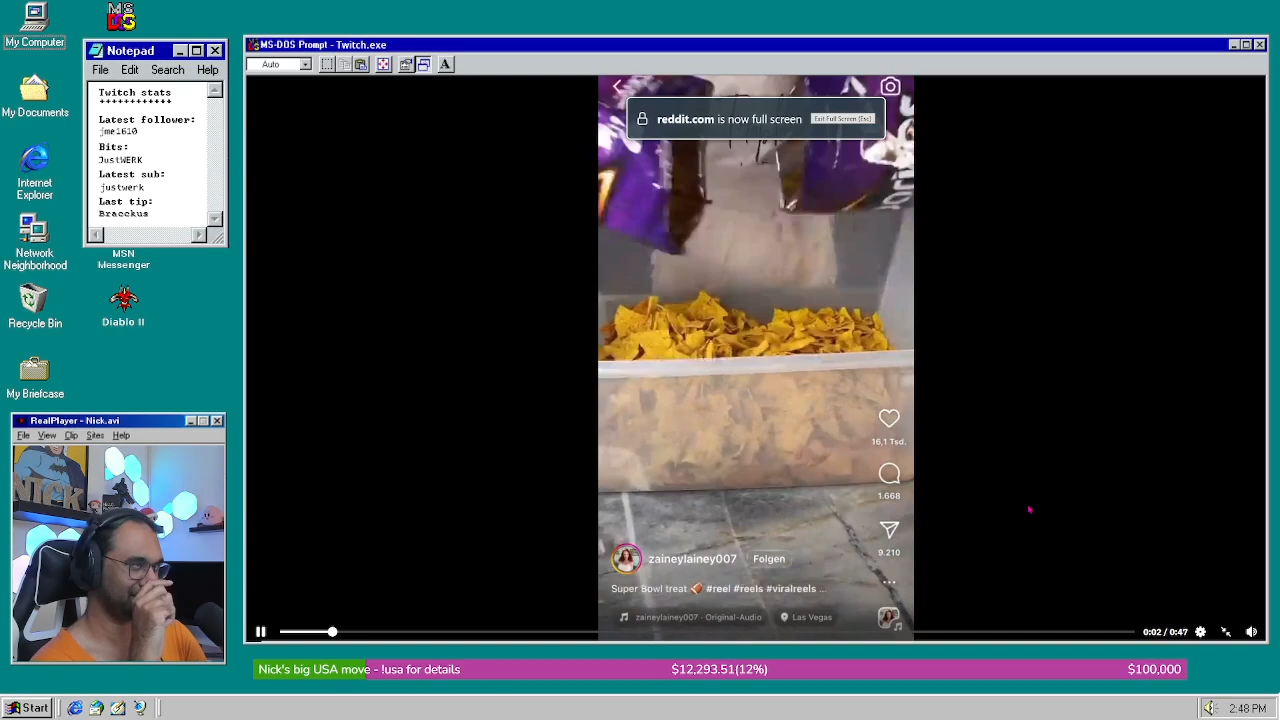 My Computer
My Documents
Internet
Explorer
Network
Neighborhood
Recycle Bin
My Briefcase
MS
MSN
Messenger
Diablo II
Notepad
File Edit Search Help
Twitch stats
++++++++++++
Latest follower:
jme1610
Bits:
JustWERK
Latest sub:
justwerk
Last tip:
Braeckus
MS-DOS Prompt - Twitch.exe
Auto
A
reddit.com is now full screen
Exit Full Screen (Esc)
16,1 Tsd.
1.668
9.210
zaineylainey007 Folgen
Super Bowl treat 🏈 #reel #reels #viralreels ...
zaineylainey007 · Original-Audio
Las Vegas
0:02 / 0:47
RealPlayer - Nick.avi
File View Clip Sites Help
NICK
Nick's big USA move - !usa for details
$12,293.51(12%)
$100,000
Start
2:48 PM